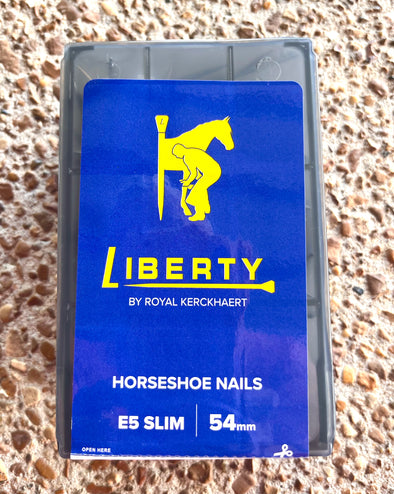 L
LIBERTY
BY ROYAL KERCKHAERT
HORSESHOE NAILS
E5 SLIM | 54mm
OPEN HERE